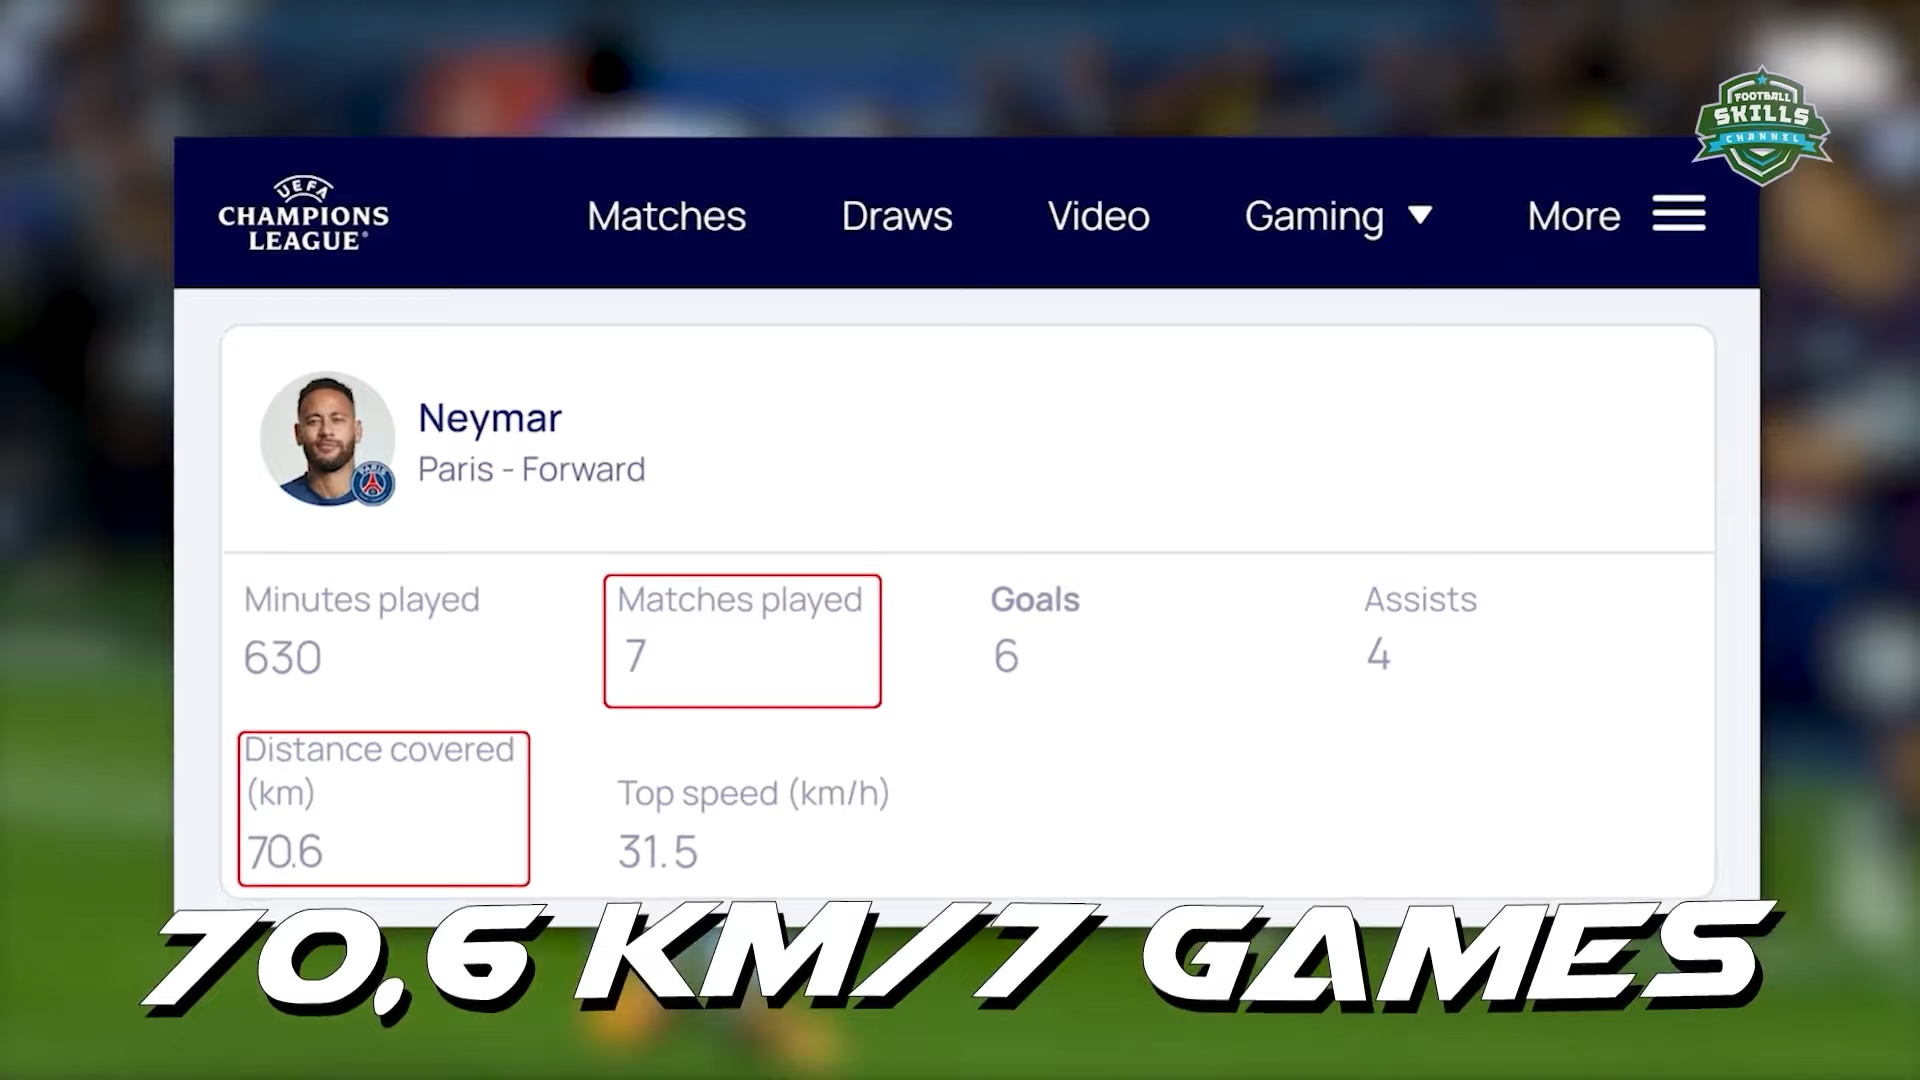 FOOTBALL
SKILLS
CHANNEL
UEFA
CHAMPIONS
LEAGUE®
Matches Draws Video Gaming More
Neymar
PARIS
Paris - Forward
Minutes played Matches played Goals Assists
630 7 6 4
Distance covered
(km) Top speed (km/h)
70.6 31.5
70,6 KM/7 GAMES